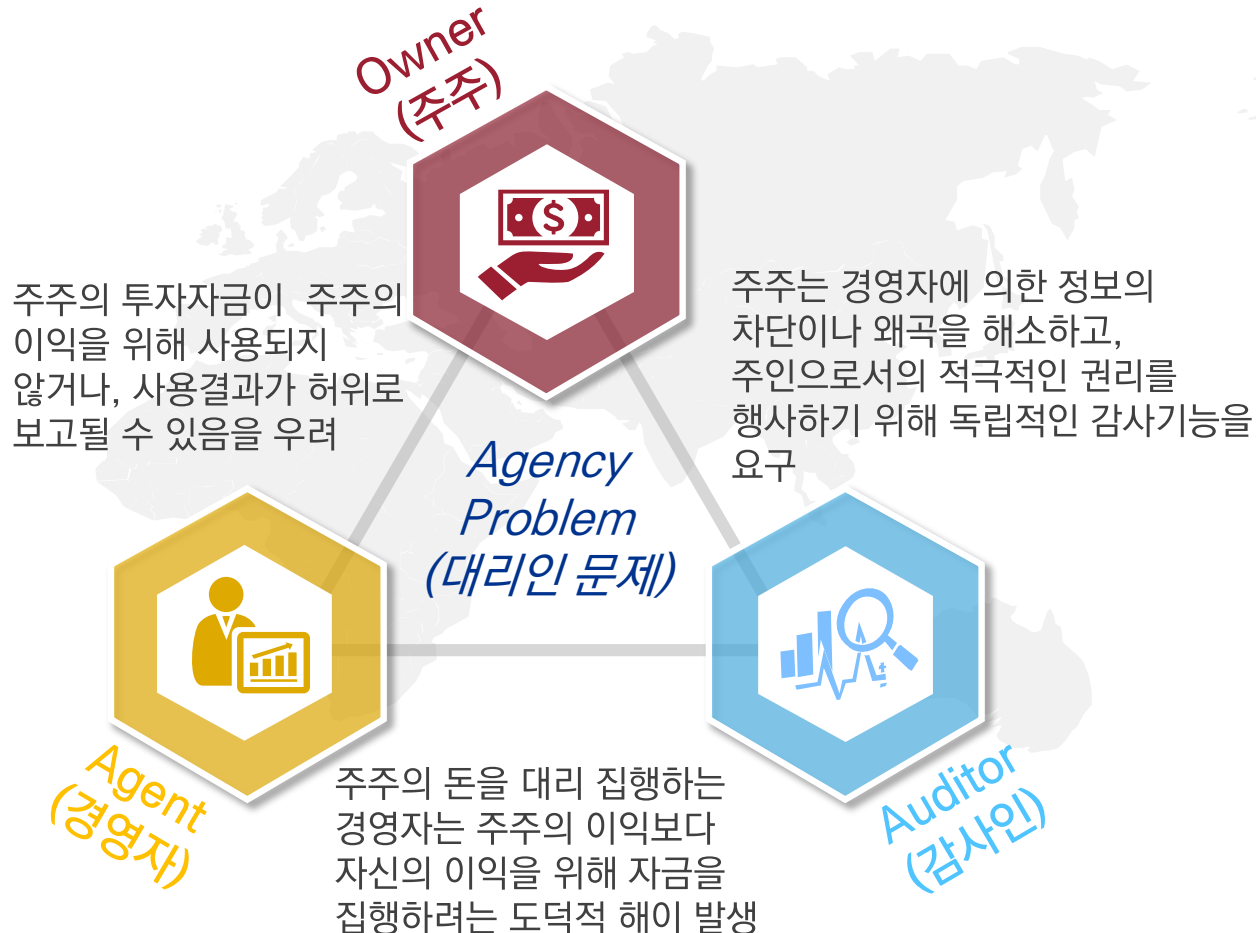 Owner
(주주)
주주의 투자자금이 주주의
이익을 위해 사용되지
않거나, 사용결과가 허위로
보고될 수 있음을 우려
주주는 경영자에 의한 정보의
차단이나 왜곡을 해소하고,
주인으로서의 적극적인 권리를
행사하기 위해 독립적인 감사기능을
요구
Agency
Problem
(대리인 문제)
Agent
(경영자)
주주의 돈을 대리 집행하는
경영자는 주주의 이익보다
자신의 이익을 위해 자금을
집행하려는 도덕적 해이 발생
Auditor
(감사인)